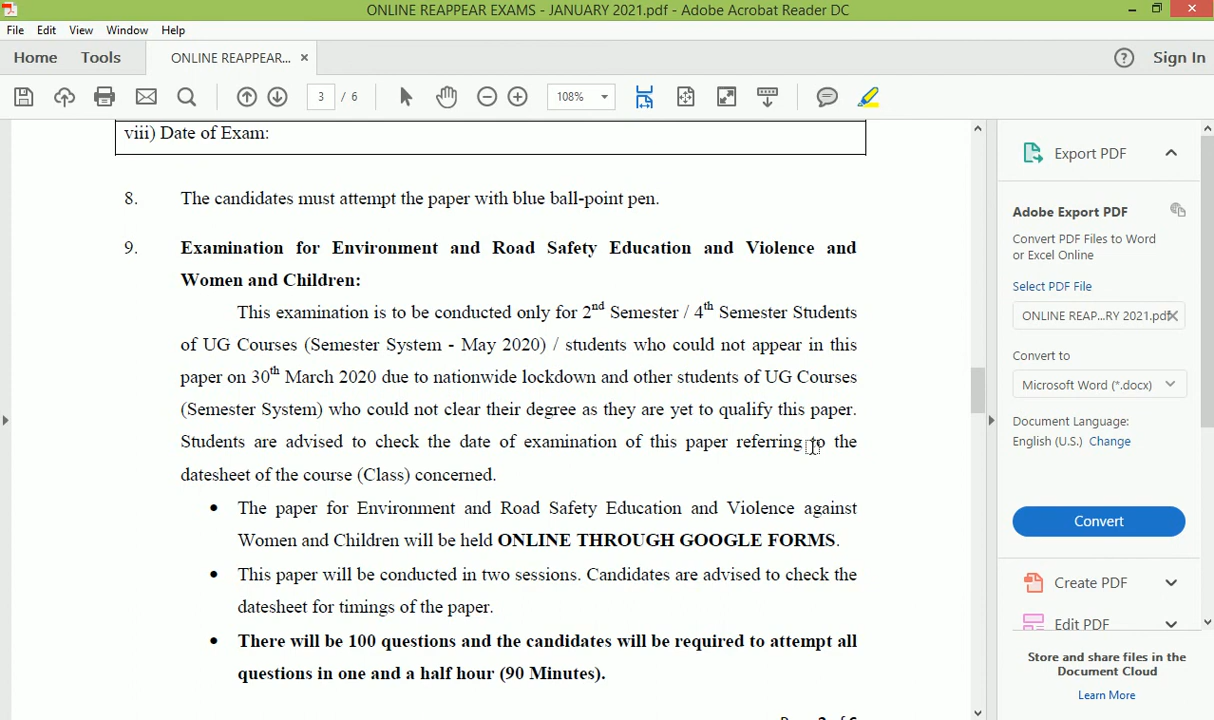 ONLINE REAPPEAR EXAMS - JANUARY 2021.pdf - Adobe Acrobat Reader DC
File Edit View Window Help
Home Tools ONLINE REAPPEAR... × ? Sign In
3 / 6 108%
viii) Date of Exam:
8. The candidates must attempt the paper with blue ball-point pen.
9. Examination for Environment and Road Safety Education and Violence and
Women and Children:
This examination is to be conducted only for 2nd Semester / 4th Semester Students
of UG Courses (Semester System - May 2020) / students who could not appear in this
paper on 30th March 2020 due to nationwide lockdown and other students of UG Courses
(Semester System) who could not clear their degree as they are yet to qualify this paper.
Students are advised to check the date of examination of this paper referring to the
datesheet of the course (Class) concerned.
• The paper for Environment and Road Safety Education and Violence against
Women and Children will be held ONLINE THROUGH GOOGLE FORMS.
• This paper will be conducted in two sessions. Candidates are advised to check the
datesheet for timings of the paper.
• There will be 100 questions and the candidates will be required to attempt all
questions in one and a half hour (90 Minutes).
Export PDF
Adobe Export PDF
Convert PDF Files to Word
or Excel Online
Select PDF File
ONLINE REAP...RY 2021.pdf
Convert to
Microsoft Word (*.docx)
Document Language:
English (U.S.) Change
Convert
Create PDF
Edit PDF
Store and share files in the
Document Cloud
Learn More